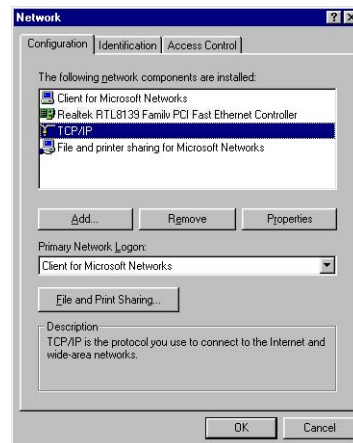 Network
Configuration Identification Access Control
The following network components are installed:
Client for Microsoft Networks
Realtek RTL8139 Family PCI Fast Ethernet Controller
TCP/IP
File and printer sharing for Microsoft Networks
Add... Remove Properties
Primary Network Logon:
Client for Microsoft Networks
File and Print Sharing...
Description
TCP/IP is the protocol you use to connect to the Internet and
wide-area networks.
OK Cancel